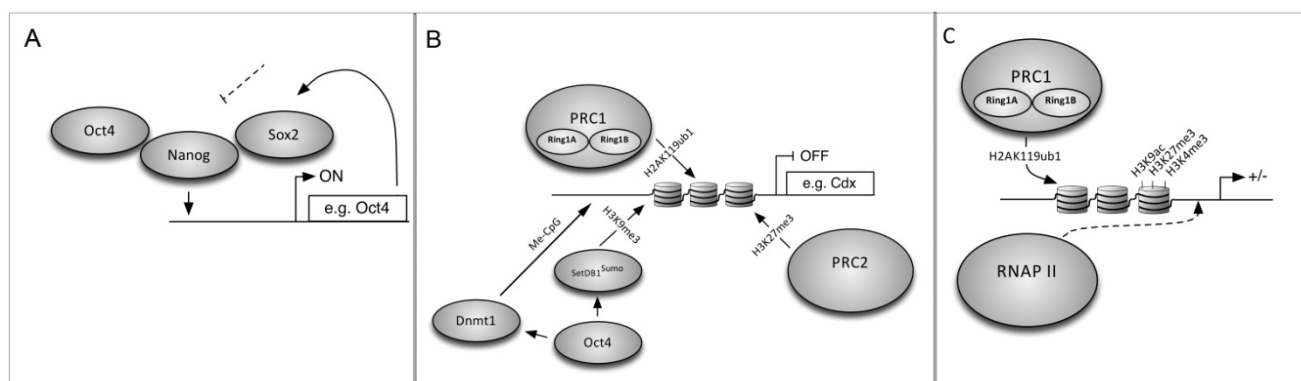 A
Oct4
Nanog
Sox2
ON
e.g. Oct4
B
PRC1
Ring1A
Ring1B
H2AK119ub1
OFF
e.g. Cdx
Me-CpG
H3K9me3
H3K27me3
SetDB1Sumo
PRC2
Dnmt1
Oct4
C
PRC1
Ring1A
Ring1B
H2AK119ub1
H3K9ac
H3K27me3
H3K4me3
+/-
RNAP II